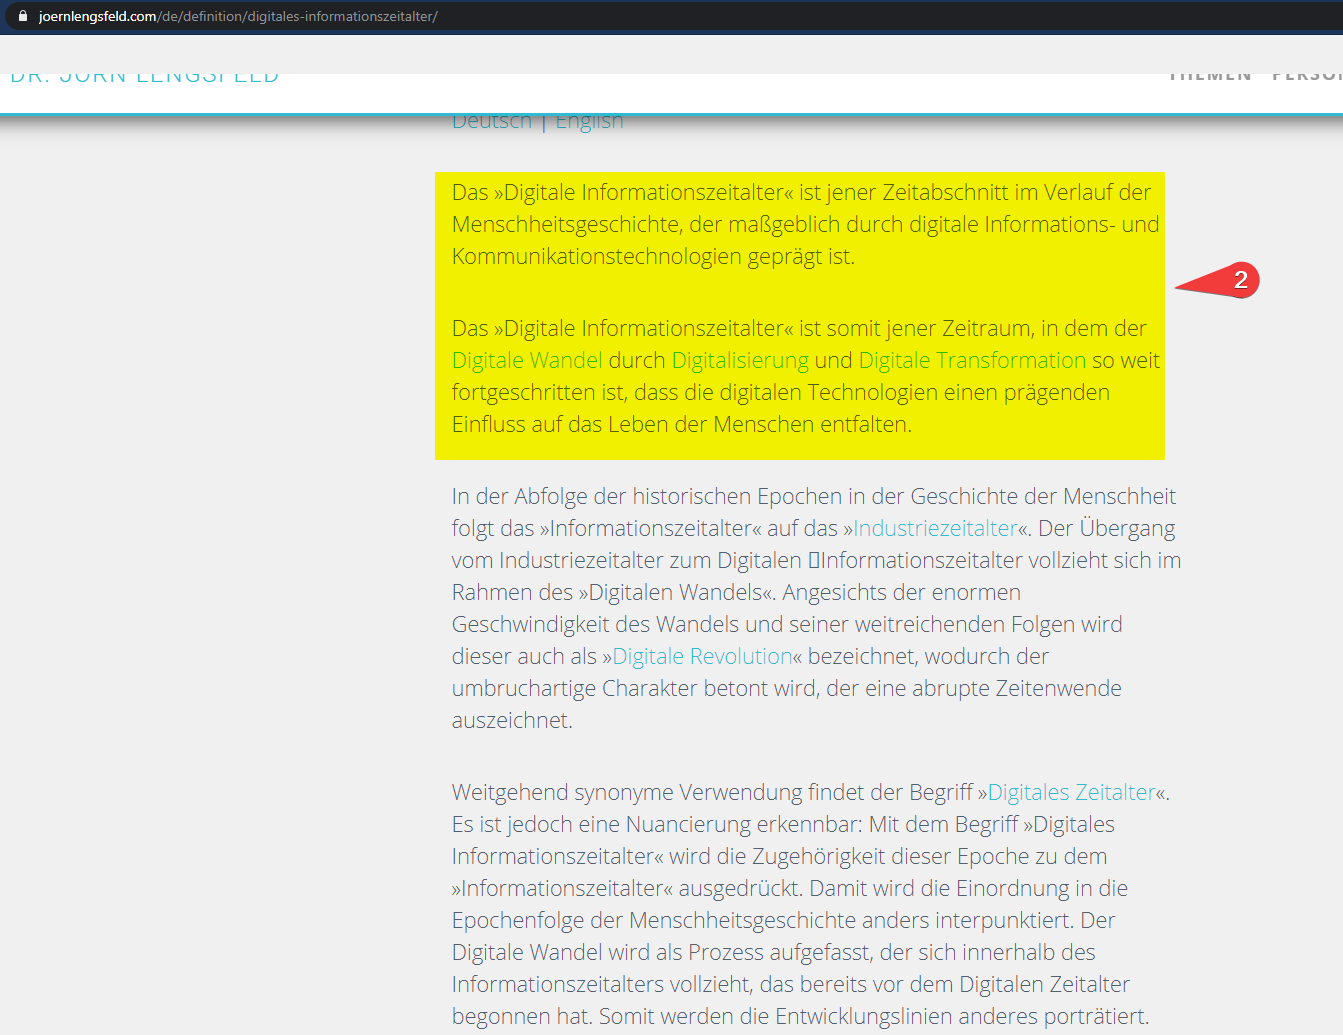 joernlengsfeld.com/de/definition/digitales-informationszeitalter/
DR. JÖRN LENGSFELD
THEMEN
Deutsch | English
Das »Digitale Informationszeitalter« ist jener Zeitabschnitt im Verlauf der
Menschheitsgeschichte, der maßgeblich durch digitale Informations- und
Kommunikationstechnologien geprägt ist.
2
Das »Digitale Informationszeitalter« ist somit jener Zeitraum, in dem der
Digitale Wandel durch Digitalisierung und Digitale Transformation so weit
fortgeschritten ist, dass die digitalen Technologien einen prägenden
Einfluss auf das Leben der Menschen entfalten.
In der Abfolge der historischen Epochen in der Geschichte der Menschheit
folgt das »Informationszeitalter« auf das »Industriezeitalter«. Der Übergang
vom Industriezeitalter zum Digitalen Informationszeitalter vollzieht sich im
Rahmen des »Digitalen Wandels«. Angesichts der enormen
Geschwindigkeit des Wandels und seiner weitreichenden Folgen wird
dieser auch als »Digitale Revolution« bezeichnet, wodurch der
umbruchartige Charakter betont wird, der eine abrupte Zeitenwende
auszeichnet.
Weitgehend synonyme Verwendung findet der Begriff »Digitales Zeitalter«.
Es ist jedoch eine Nuancierung erkennbar: Mit dem Begriff »Digitales
Informationszeitalter« wird die Zugehörigkeit dieser Epoche zu dem
»Informationszeitalter« ausgedrückt. Damit wird die Einordnung in die
Epochenfolge der Menschheitsgeschichte anders interpunktiert. Der
Digitale Wandel wird als Prozess aufgefasst, der sich innerhalb des
Informationszeitalters vollzieht, das bereits vor dem Digitalen Zeitalter
begonnen hat. Somit werden die Entwicklungslinien anderes porträtiert.